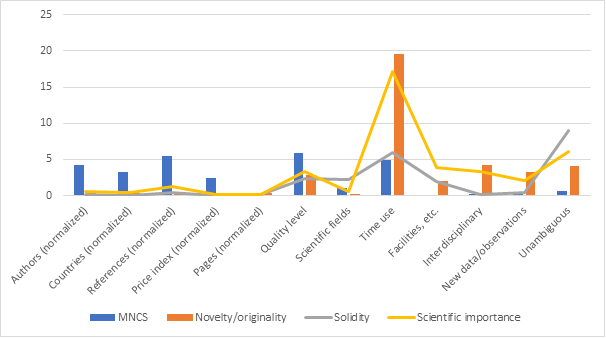 25
20
15
10
5
0
Authors (normalized)
Countries (normalized)
References (normalized)
Price index (normalized)
Pages (normalized)
Quality level
Scientific fields
Time use
Facilities, etc.
Interdisciplinary
New data/observations
Unambiguous
MNCS
Novelty/originality
Solidity
Scientific importance